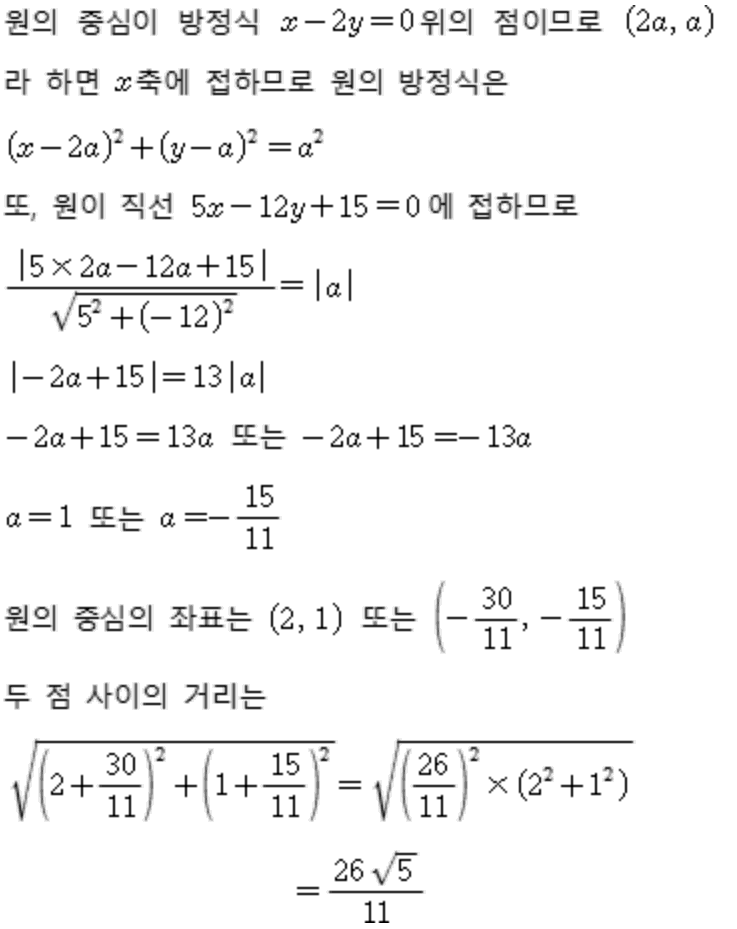 원의 중심이 방정식 x-2y=0위의 점이므로 (2a, a)
라 하면 x축에 접하므로 원의 방정식은
(x-2a)²+(y-a)²=a²
또, 원이 직선 5x-12y+15=0에 접하므로
|5×2a-12a+15| / √(5²+(-12)²) = |a|
|-2a+15|=13|a|
-2a+15=13a 또는 -2a+15=-13a
a=1 또는 a=-15/11
원의 중심의 좌표는 (2, 1) 또는 (-30/11, -15/11)
두 점 사이의 거리는
√((2+30/11)²+(1+15/11)²) = √((26/11)²×(2²+1²))
= 26√5/11